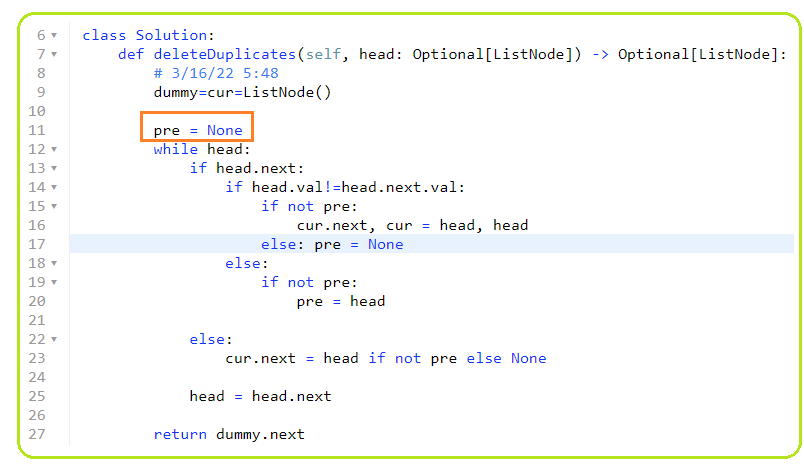 6 class Solution:
7 def deleteDuplicates(self, head: Optional[ListNode]) -> Optional[ListNode]:
8 # 3/16/22 5:48
9 dummy=cur=ListNode()
10
11 pre = None
12 while head:
13 if head.next:
14 if head.val!=head.next.val:
15 if not pre:
16 cur.next, cur = head, head
17 else: pre = None
18 else:
19 if not pre:
20 pre = head
21
22 else:
23 cur.next = head if not pre else None
24
25 head = head.next
26
27 return dummy.next